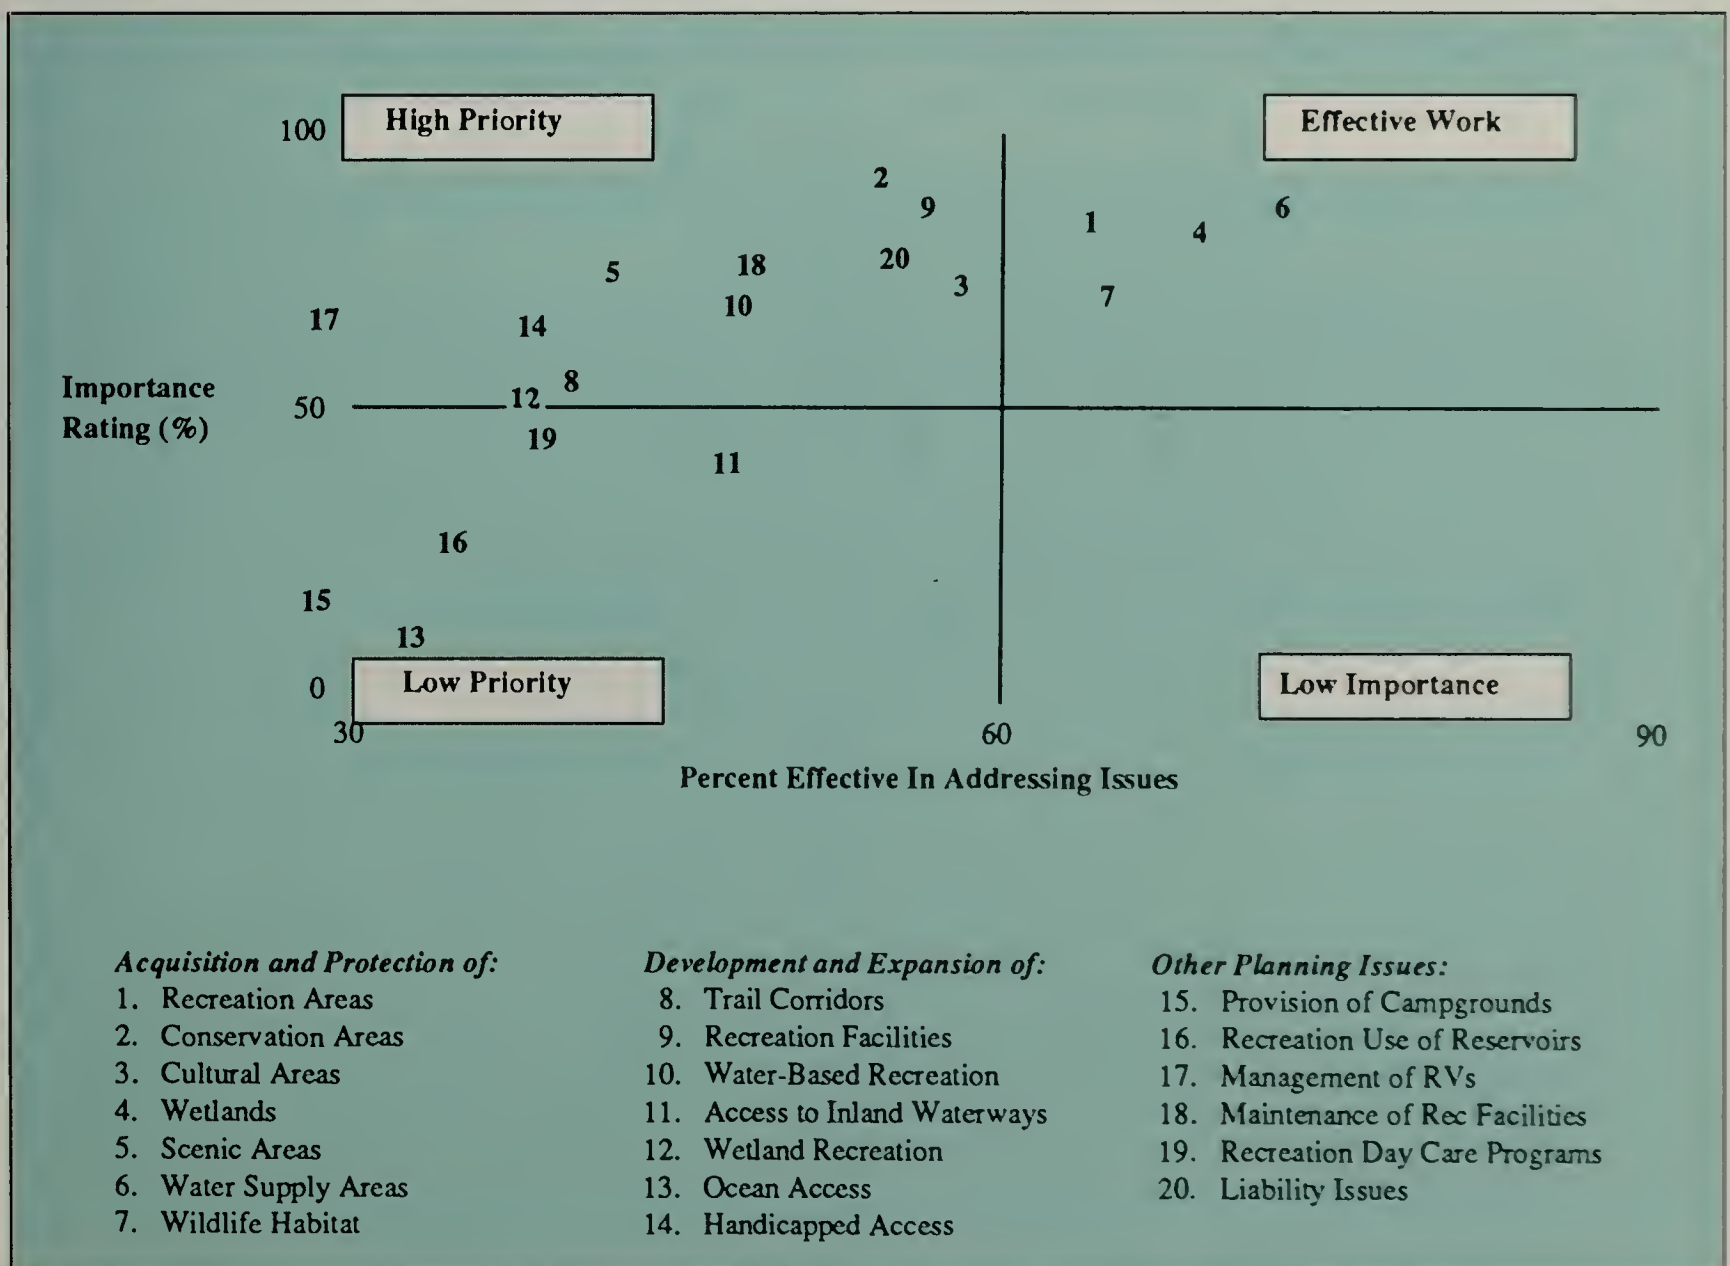 100 High Priority Effective Work
2
9 1 4 6
5 18 20 3 7
17 14 10
8
Importance
Rating (%)
50 12
19
11
16
15
13
0 Low Priority Low Importance
30 60 90
Percent Effective In Addressing Issues
Acquisition and Protection of:
1. Recreation Areas
2. Conservation Areas
3. Cultural Areas
4. Wetlands
5. Scenic Areas
6. Water Supply Areas
7. Wildlife Habitat
Development and Expansion of:
8. Trail Corridors
9. Recreation Facilities
10. Water-Based Recreation
11. Access to Inland Waterways
12. Wetland Recreation
13. Ocean Access
14. Handicapped Access
Other Planning Issues:
15. Provision of Campgrounds
16. Recreation Use of Reservoirs
17. Management of RVs
18. Maintenance of Rec Facilities
19. Recreation Day Care Programs
20. Liability Issues